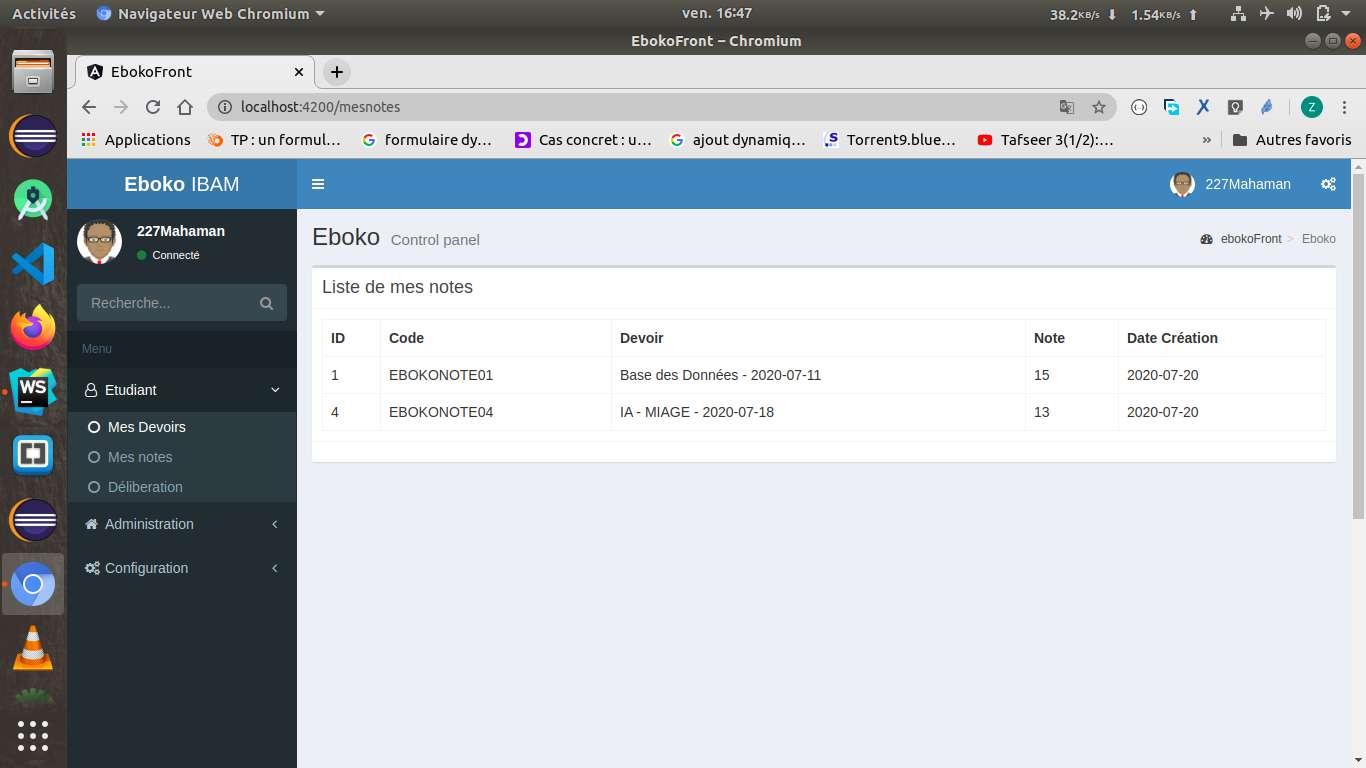 Activités Navigateur Web Chromium ven. 16:47 38.2KB/s 1.54KB/s
EbokoFront – Chromium
EbokoFront
localhost:4200/mesnotes
Applications TP : un formul… formulaire dy… Cas concret : u… ajout dynamiq… Torrent9.blue… Tafseer 3(1/2):… » Autres favoris
Eboko IBAM 227Mahaman
227Mahaman
Connecté
Eboko Control panel ebokoFront > Eboko
Recherche...
Liste de mes notes
Menu
ID Code Devoir Note Date Création
1 EBOKONOTE01 Base des Données - 2020-07-11 15 2020-07-20
4 EBOKONOTE04 IA - MIAGE - 2020-07-18 13 2020-07-20
Etudiant
Mes Devoirs
Mes notes
Déliberation
Administration
Configuration
WS
Z